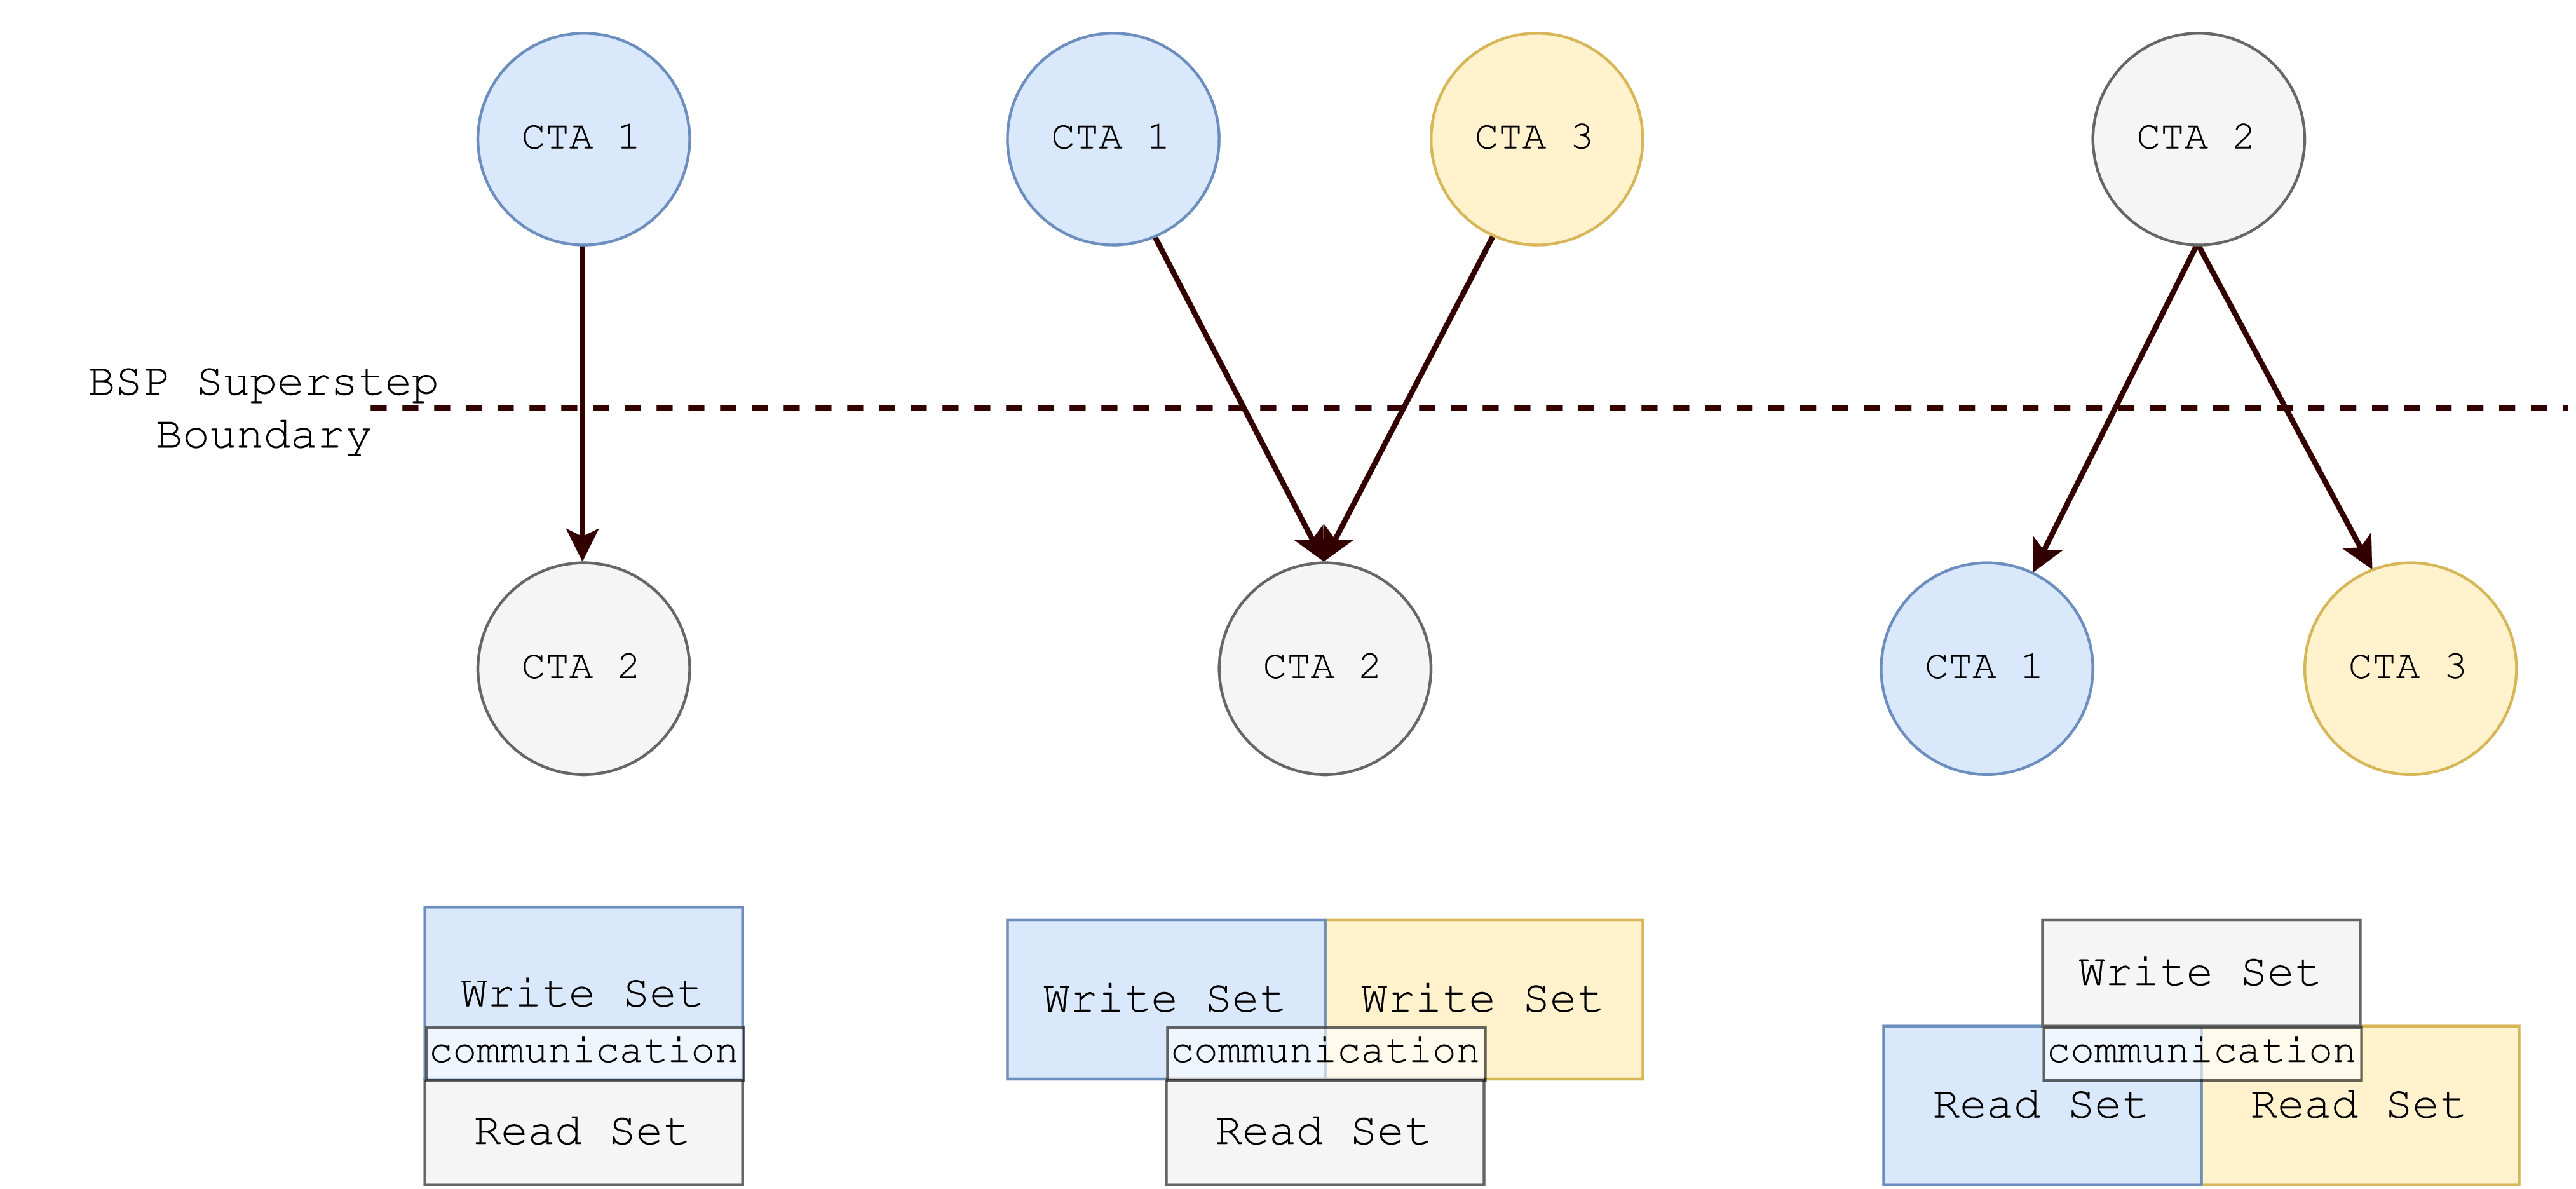 CTA 1
CTA 1
CTA 3
CTA 2
BSP Superstep
Boundary
CTA 2
CTA 2
CTA 1
CTA 3
Write Set
communication
Read Set
Write Set
Write Set
communication
Read Set
Write Set
communication
Read Set
Read Set